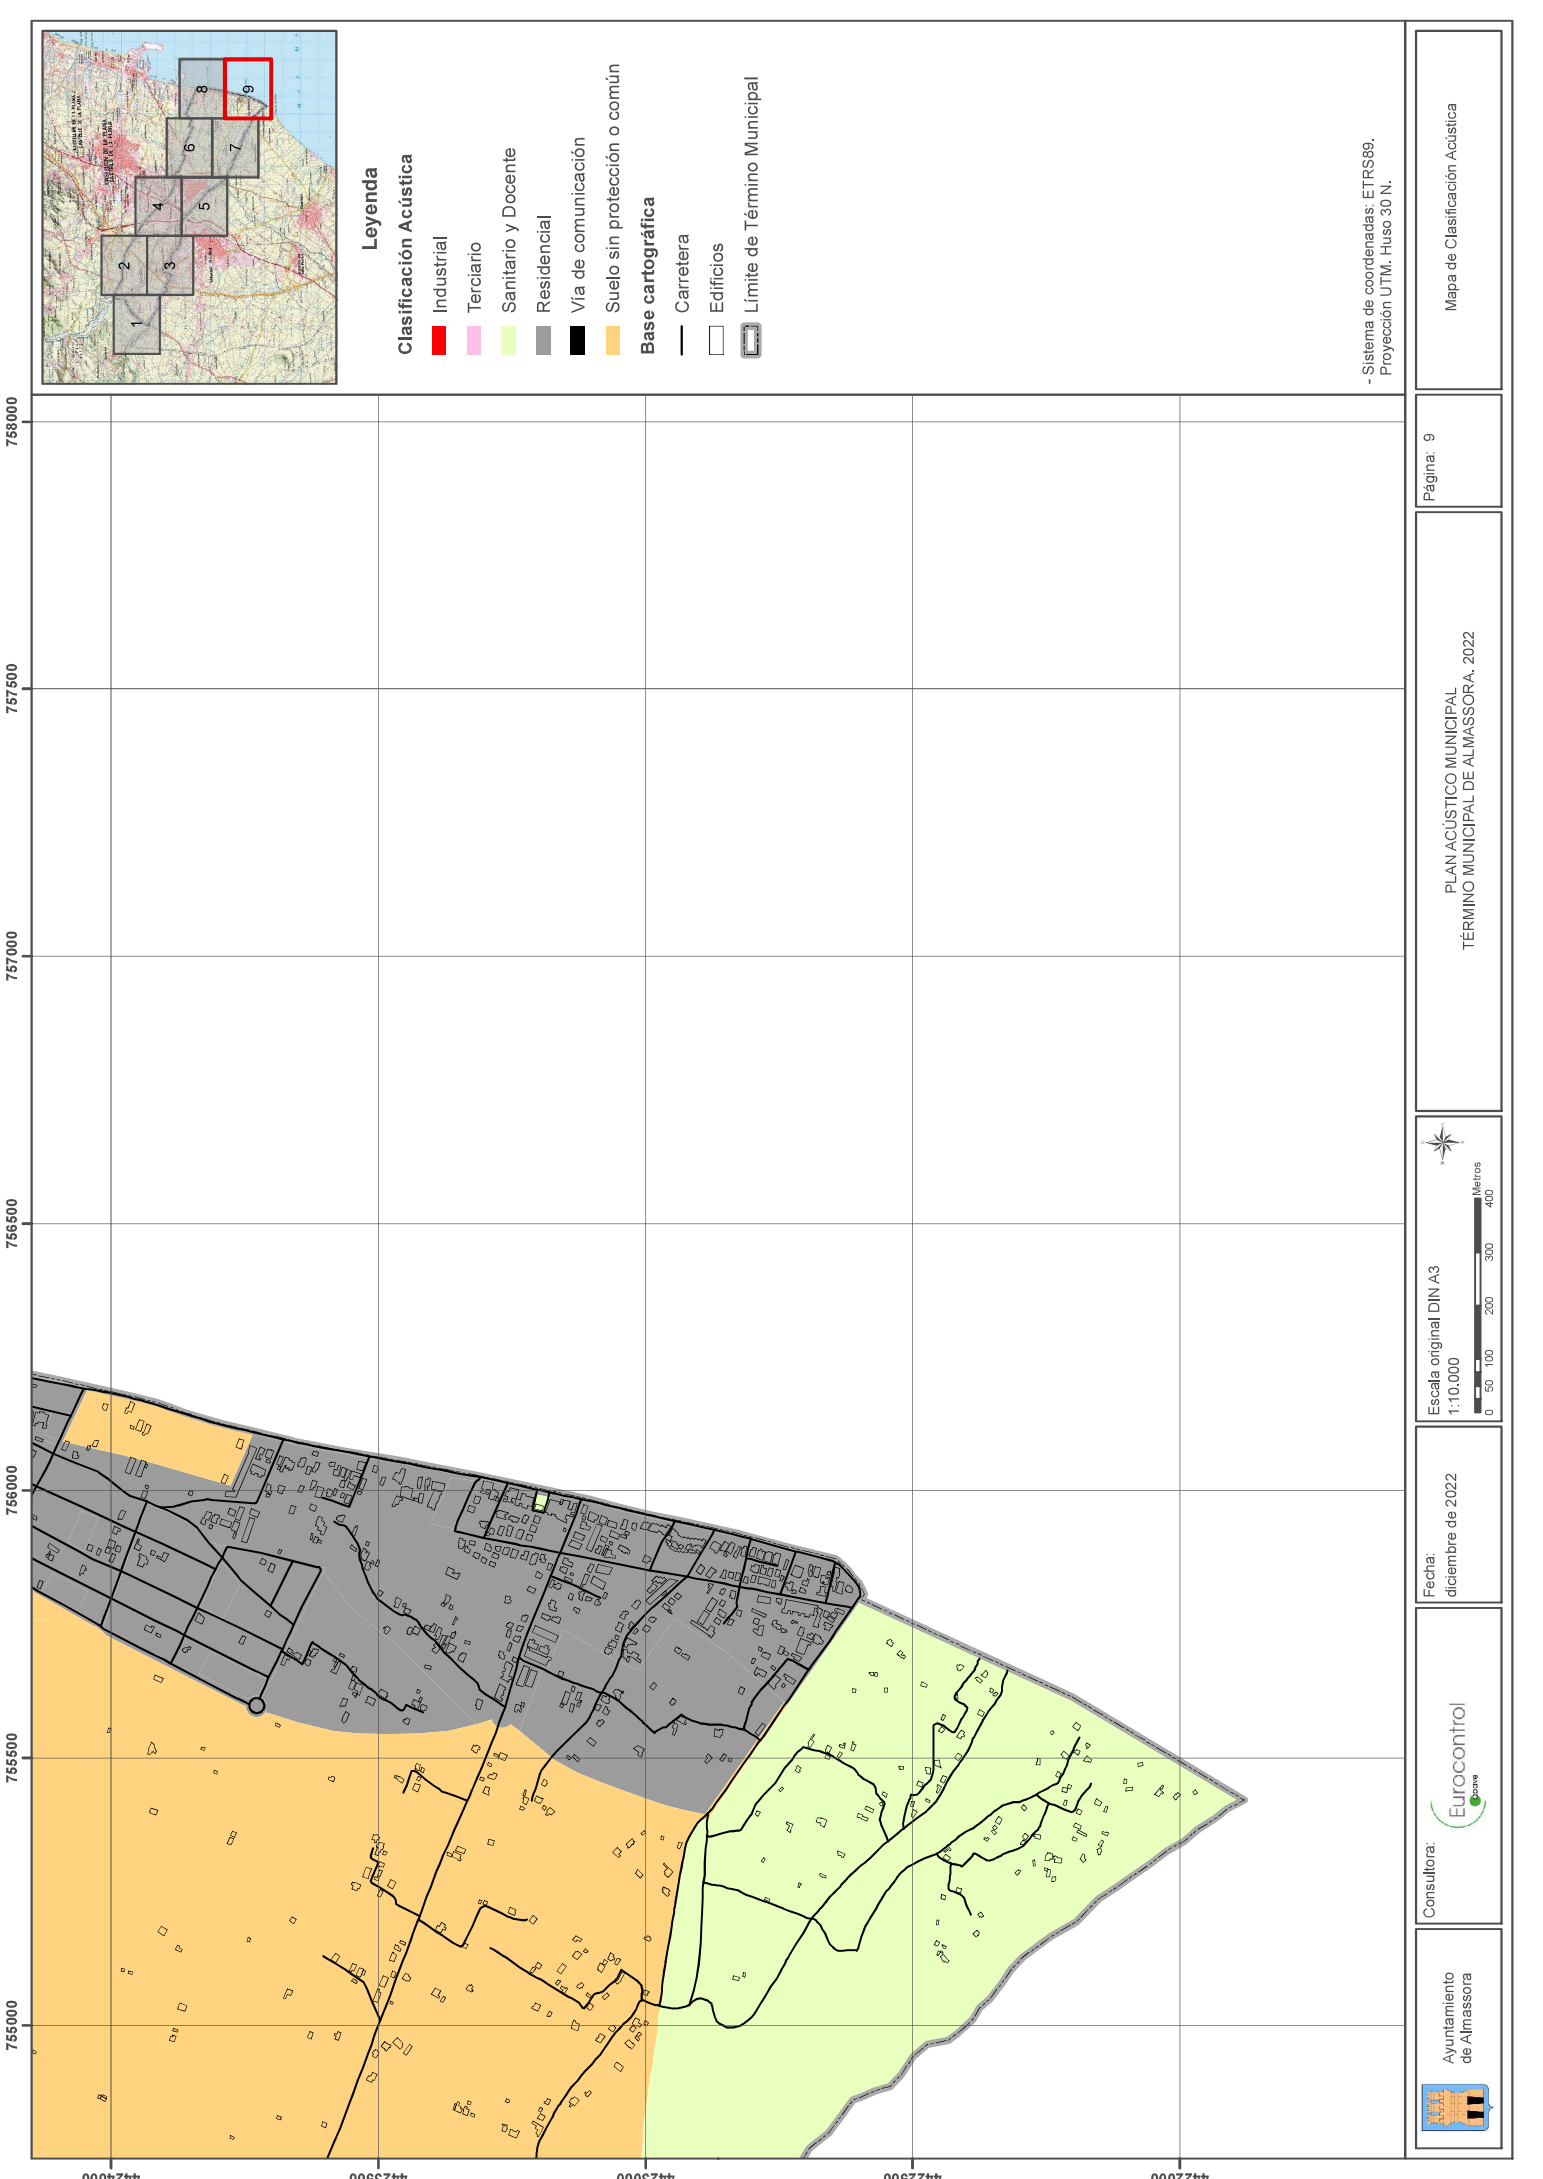 1
2
3
4
5
6
7
8
9
Leyenda
Clasificación Acústica
Industrial
Terciario
Sanitario y Docente
Residencial
Vía de comunicación
Suelo sin protección o común
Base cartográfica
Carretera
Edificios
Límite de Término Municipal
- Sistema de coordenadas: ETRS89.
Proyección UTM. Huso 30 N.
755000
755500
756000
756500
757000
757500
758000
Ayuntamiento
de Almassora
Consultora:
Eurocontrol
Fecha:
diciembre de 2022
Escala original DIN A3
1:10.000
0 50 100 200 300 400
Metros
PLAN ACÚSTICO MUNICIPAL
TÉRMINO MUNICIPAL DE ALMASSORA. 2022
Página: 9
Mapa de Clasificación Acústica